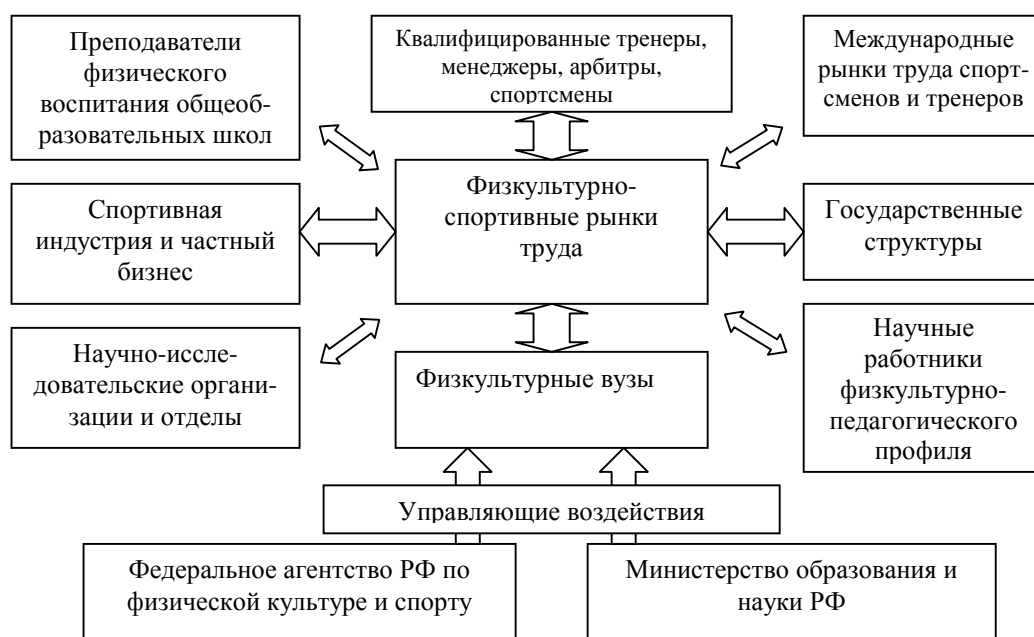 Преподаватели
физического
воспитания общеоб-
разовательных школ
Квалифицированные тренеры,
менеджеры, арбитры,
спортсмены
Международные
рынки труда спорт-
сменов и тренеров
Спортивная
индустрия и частный
бизнес
Физкультурно-
спортивные рынки
труда
Государственные
структуры
Научно-иссле-
довательские органи-
зации и отделы
Физкультурные вузы
Научные
работники
физкультурно-
педагогического
профиля
Управляющие воздействия
Федеральное агентство РФ по
физической культуре и спорту
Министерство образования и
науки РФ